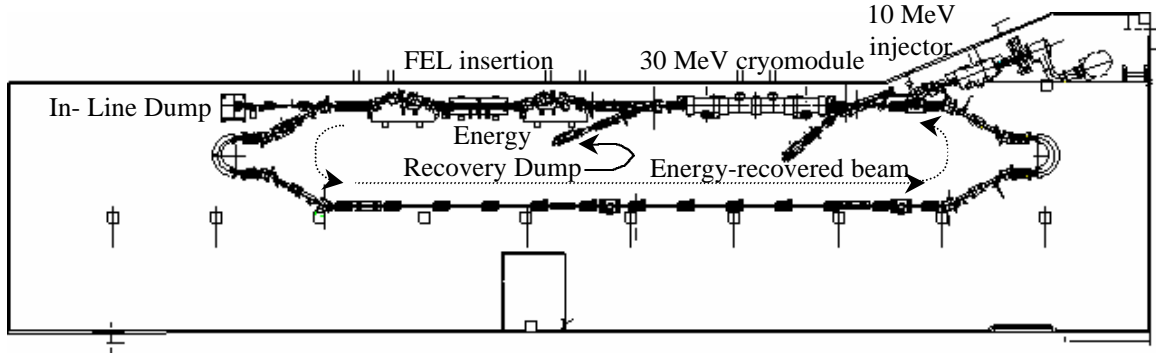 10 MeV
injector
FEL insertion
30 MeV cryomodule
In- Line Dump
Energy
Recovery Dump
Energy-recovered beam